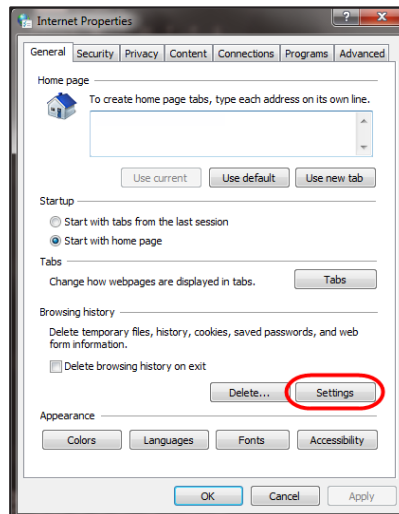 Internet Properties
General Security Privacy Content Connections Programs Advanced
Home page
To create home page tabs, type each address on its own line.
Use current Use default Use new tab
Startup
Start with tabs from the last session
Start with home page
Tabs
Change how webpages are displayed in tabs. Tabs
Browsing history
Delete temporary files, history, cookies, saved passwords, and web
form information.
Delete browsing history on exit
Delete... Settings
Appearance
Colors Languages Fonts Accessibility
OK Cancel Apply